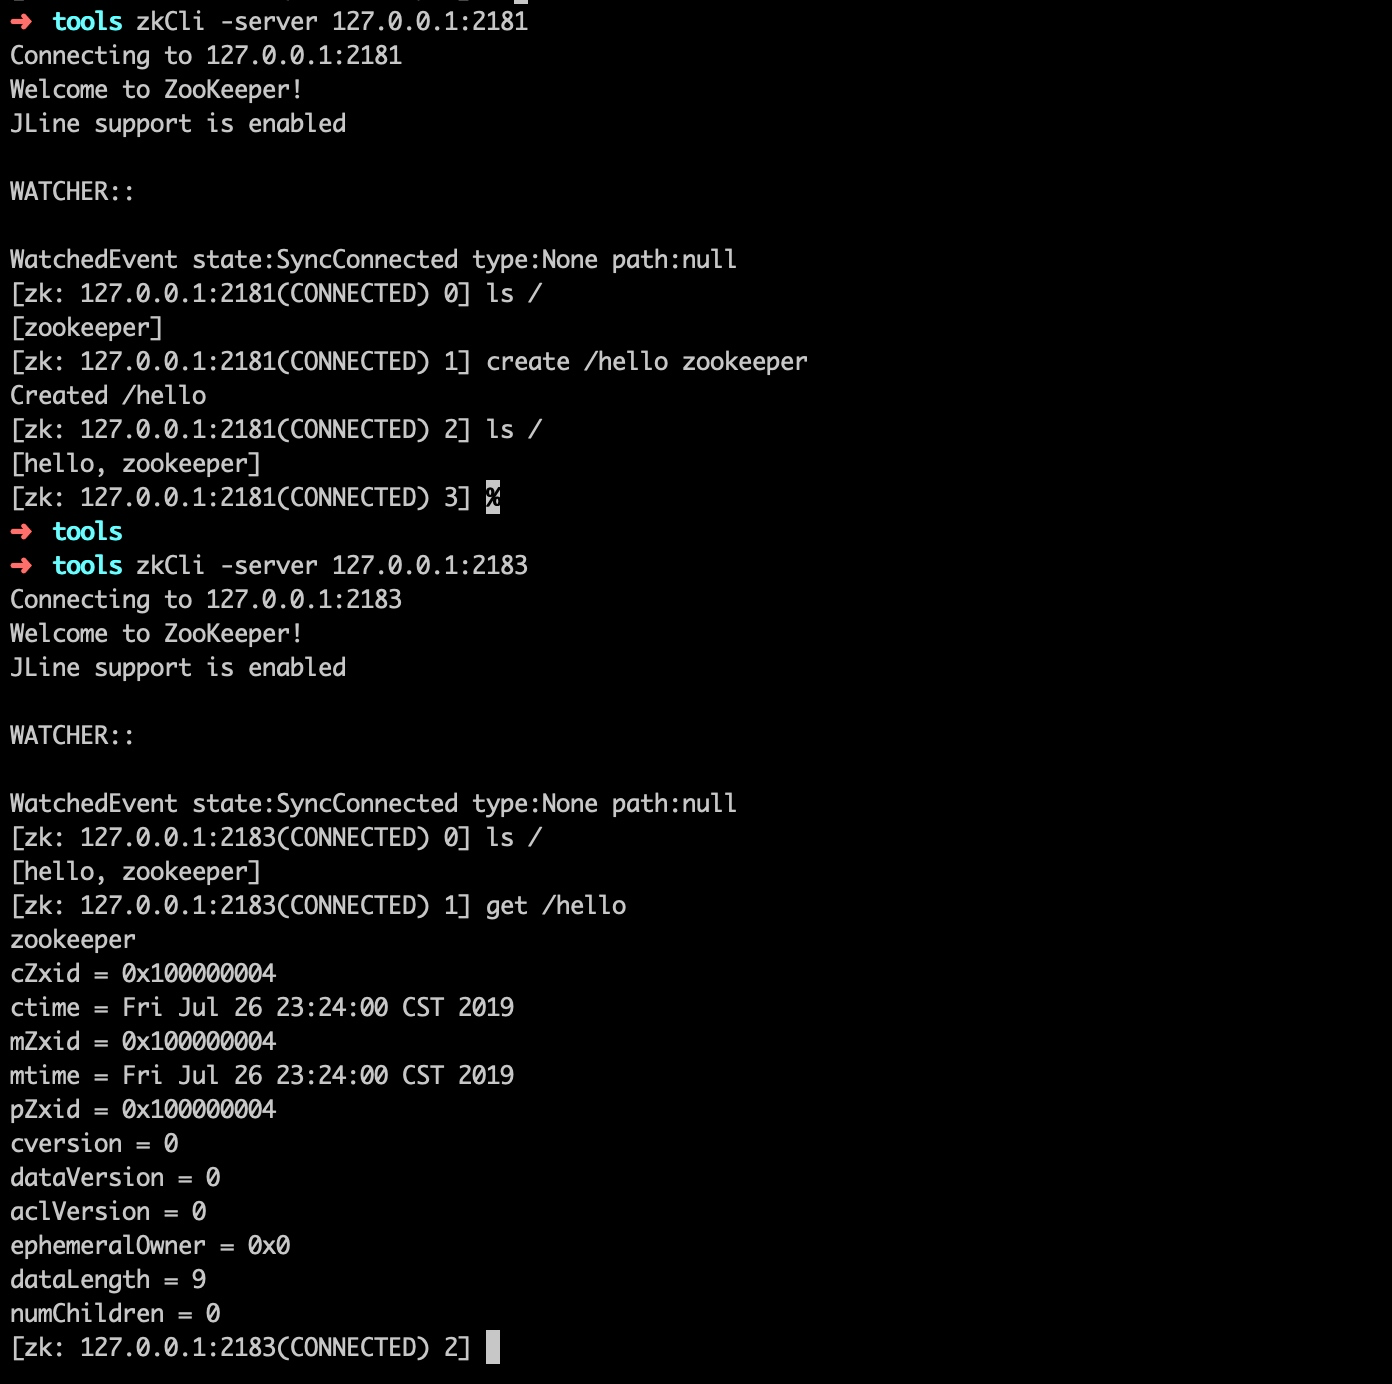 ➜ tools zkCli -server 127.0.0.1:2181
Connecting to 127.0.0.1:2181
Welcome to ZooKeeper!
JLine support is enabled
WATCHER::
WatchedEvent state:SyncConnected type:None path:null
[zk: 127.0.0.1:2181(CONNECTED) 0] ls /
[zookeeper]
[zk: 127.0.0.1:2181(CONNECTED) 1] create /hello zookeeper
Created /hello
[zk: 127.0.0.1:2181(CONNECTED) 2] ls /
[hello, zookeeper]
[zk: 127.0.0.1:2181(CONNECTED) 3] %
➜ tools
➜ tools zkCli -server 127.0.0.1:2183
Connecting to 127.0.0.1:2183
Welcome to ZooKeeper!
JLine support is enabled
WATCHER::
WatchedEvent state:SyncConnected type:None path:null
[zk: 127.0.0.1:2183(CONNECTED) 0] ls /
[hello, zookeeper]
[zk: 127.0.0.1:2183(CONNECTED) 1] get /hello
zookeeper
cZxid = 0x100000004
ctime = Fri Jul 26 23:24:00 CST 2019
mZxid = 0x100000004
mtime = Fri Jul 26 23:24:00 CST 2019
pZxid = 0x100000004
cversion = 0
dataVersion = 0
aclVersion = 0
ephemeralOwner = 0x0
dataLength = 9
numChildren = 0
[zk: 127.0.0.1:2183(CONNECTED) 2]